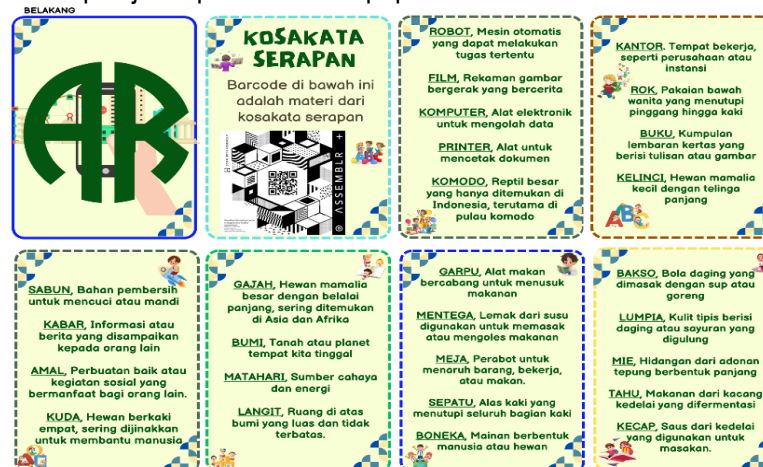 BELAKANG
AR
KOSAKATA
SERAPAN
Barcode di bawah ini
adalah materi dari
kosakata serapan
ASSEMBLR
ROBOT, Mesin otomatis
yang dapat melakukan
tugas tertentu
FILM, Rekaman gambar
bergerak yang bercerita
KOMPUTER, Alat elektronik
untuk mengolah data
PRINTER, Alat untuk
mencetak dokumen
KOMODO, Reptil besar
yang hanya ditemukan di
Indonesia, terutama di
pulau komodo
KANTOR. Tempat bekerja,
seperti perusahaan atau
instansi
ROK, Pakaian bawah
wanita yang menutupi
pinggang hingga kaki
BUKU, Kumpulan
lembaran kertas yang
berisi tulisan atau gambar
KELINCI, Hewan mamalia
kecil dengan telinga
panjang
ABC
SABUN, Bahan pembersih
untuk mencuci atau mandi
KABAR, Informasi atau
berita yang disampaikan
kepada orang lain
AMAL, Perbuatan baik atau
kegiatan sosial yang
bermanfaat bagi orang lain.
KUDA, Hewan berkaki
empat, sering dijinakkan
untuk membantu manusia
GAJAH, Hewan mamalia
besar dengan belalai
panjang, sering ditemukan
di Asia dan Afrika
BUMI, Tanah atau planet
tempat kita tinggal
MATAHARI, Sumber cahaya
dan energi
LANGIT, Ruang di atas
bumi yang luas dan tidak
terbatas.
GARPU, Alat makan
bercabang untuk menusuk
makanan
MENTEGA, Lemak dari susu
digunakan untuk memasak
atau mengoles makanan
MEJA, Perabot untuk
menaruh barang, bekerja,
atau makan.
SEPATU, Alas kaki yang
menutupi seluruh bagian kaki
BONEKA, Mainan berbentuk
manusia atau hewan
BAKSO, Bola daging yang
dimasak dengan sup atau
goreng
LUMPIA, Kulit tipis berisi
daging atau sayuran yang
digulung
MIE, Hidangan dari adonan
tepung berbentuk panjang
TAHU, Makanan dari kacang
kedelai yang difermentasi
KECAP, Saus dari kedelai
yang digunakan untuk
masakan.